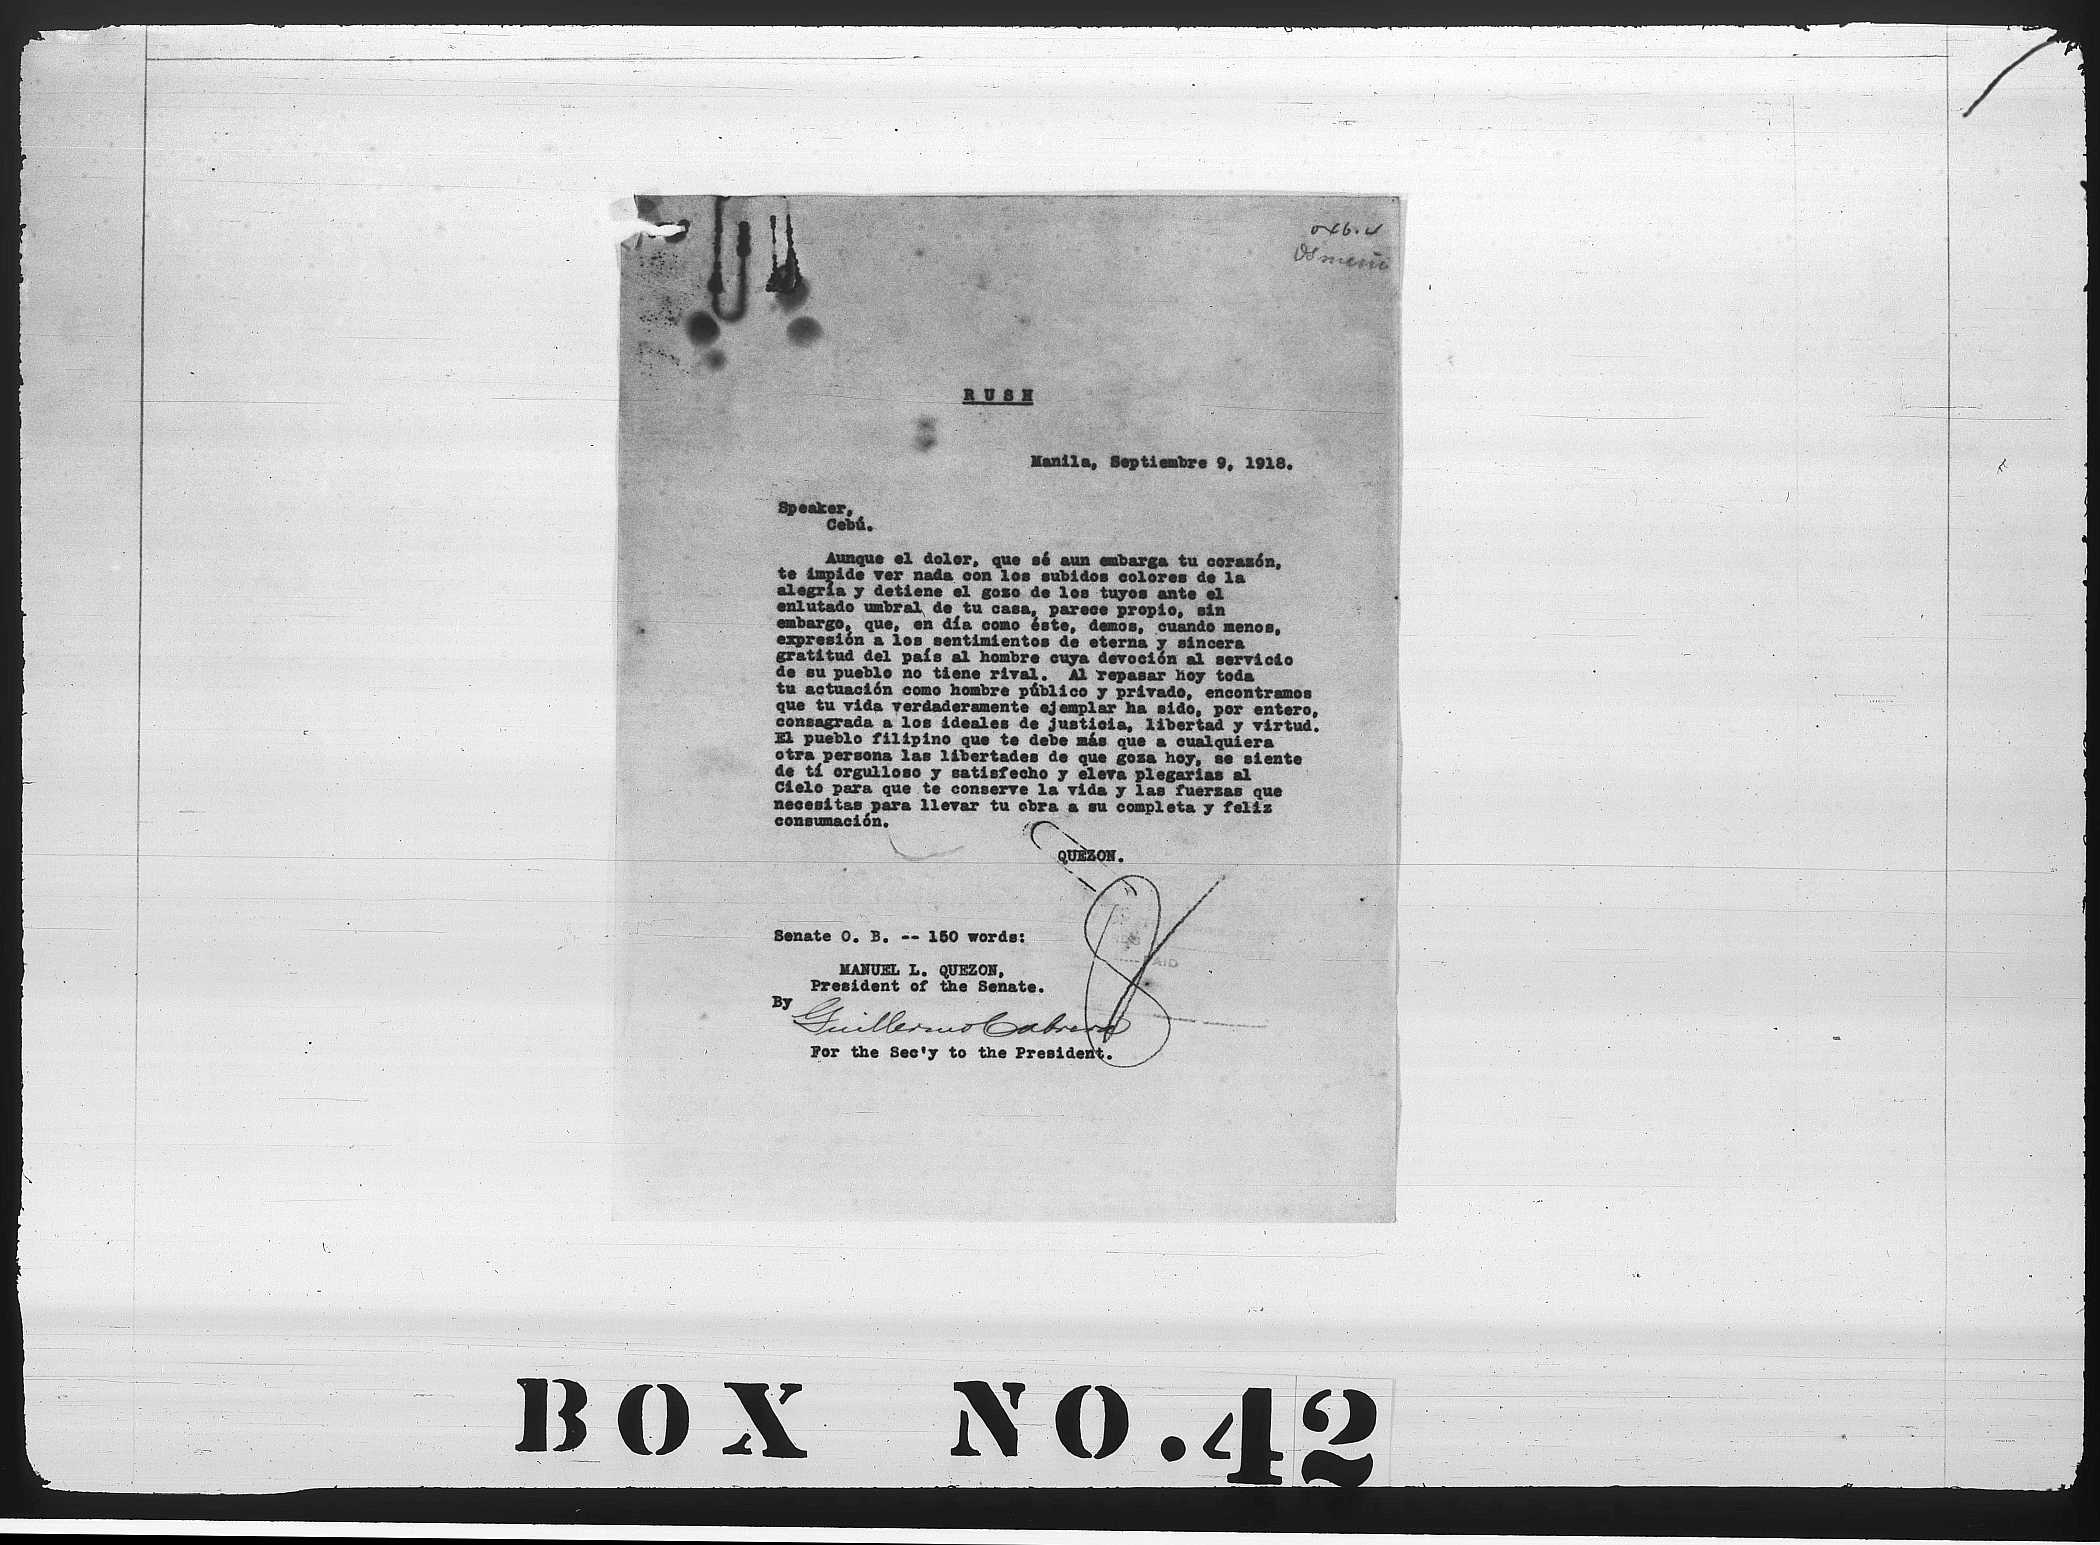 Osmeña
RUSH
Manila, Septiembre 9, 1918.
Speaker,
Cebú.
Aunque el dolor, que sé aun embarga tu corazón,
te impide ver nada con los subidos colores de la
alegría y detiene el gozo de los tuyos ante el
enlutado umbral de tu casa, parece propio, sin
embargo, que, en día como éste, demos, cuando menos,
expresión a los sentimientos de eterna y sincera
gratitud del país al hombre cuya devoción al servicio
de su pueblo no tiene rival. Al repasar hoy toda
tu actuación como hombre público y privado, encontramos
que tu vida verdaderamente ejemplar ha sido, por entero,
consagrada a los ideales de justicia, libertad y virtud.
El pueblo filipino que te debe más que a cualquiera
otra persona las libertades de que goza hoy, se siente
de tí orgulloso y satisfecho y eleva plegarias al
Cielo para que te conserve la vida y las fuerzas que
necesitas para llevar tu obra a su completa y feliz
consumación.
QUEZON.
Senate O. B. -- 150 words:
PAID
MANUEL L. QUEZON,
President of the Senate.
By
Guillermo Cabrera
For the Sec'y to the President.
BOX NO. 42